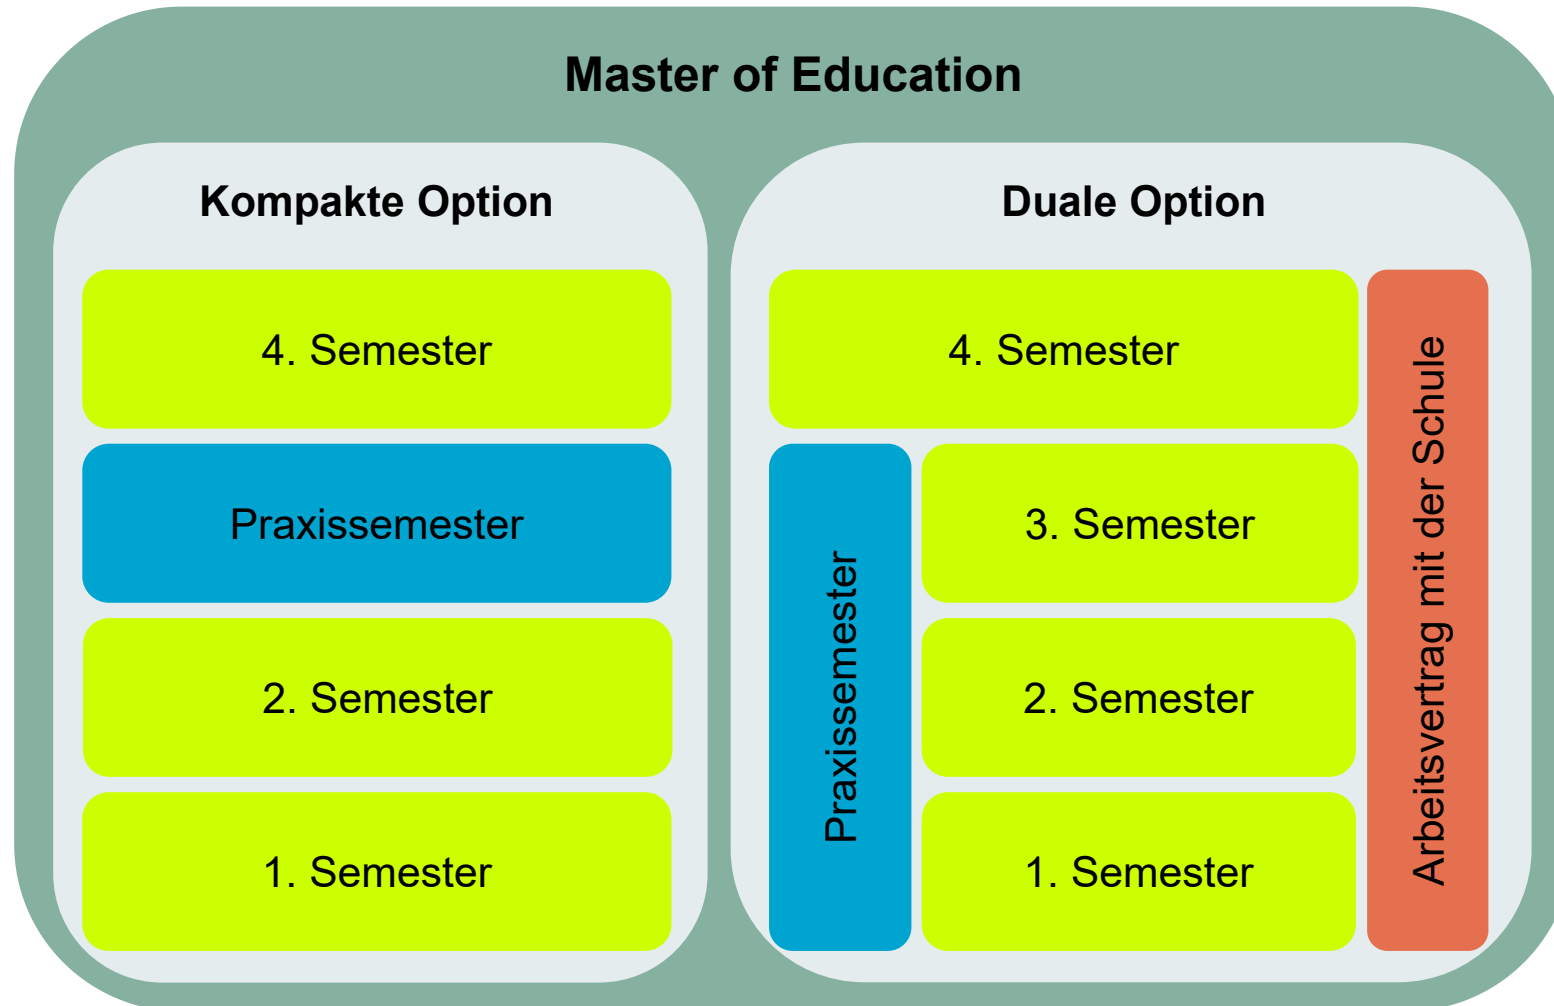 Master of Education
Kompakte Option
4. Semester
Praxissemester
2. Semester
1. Semester
Duale Option
4. Semester
3. Semester
2. Semester
1. Semester
Praxissemester
Arbeitsvertrag mit der Schule